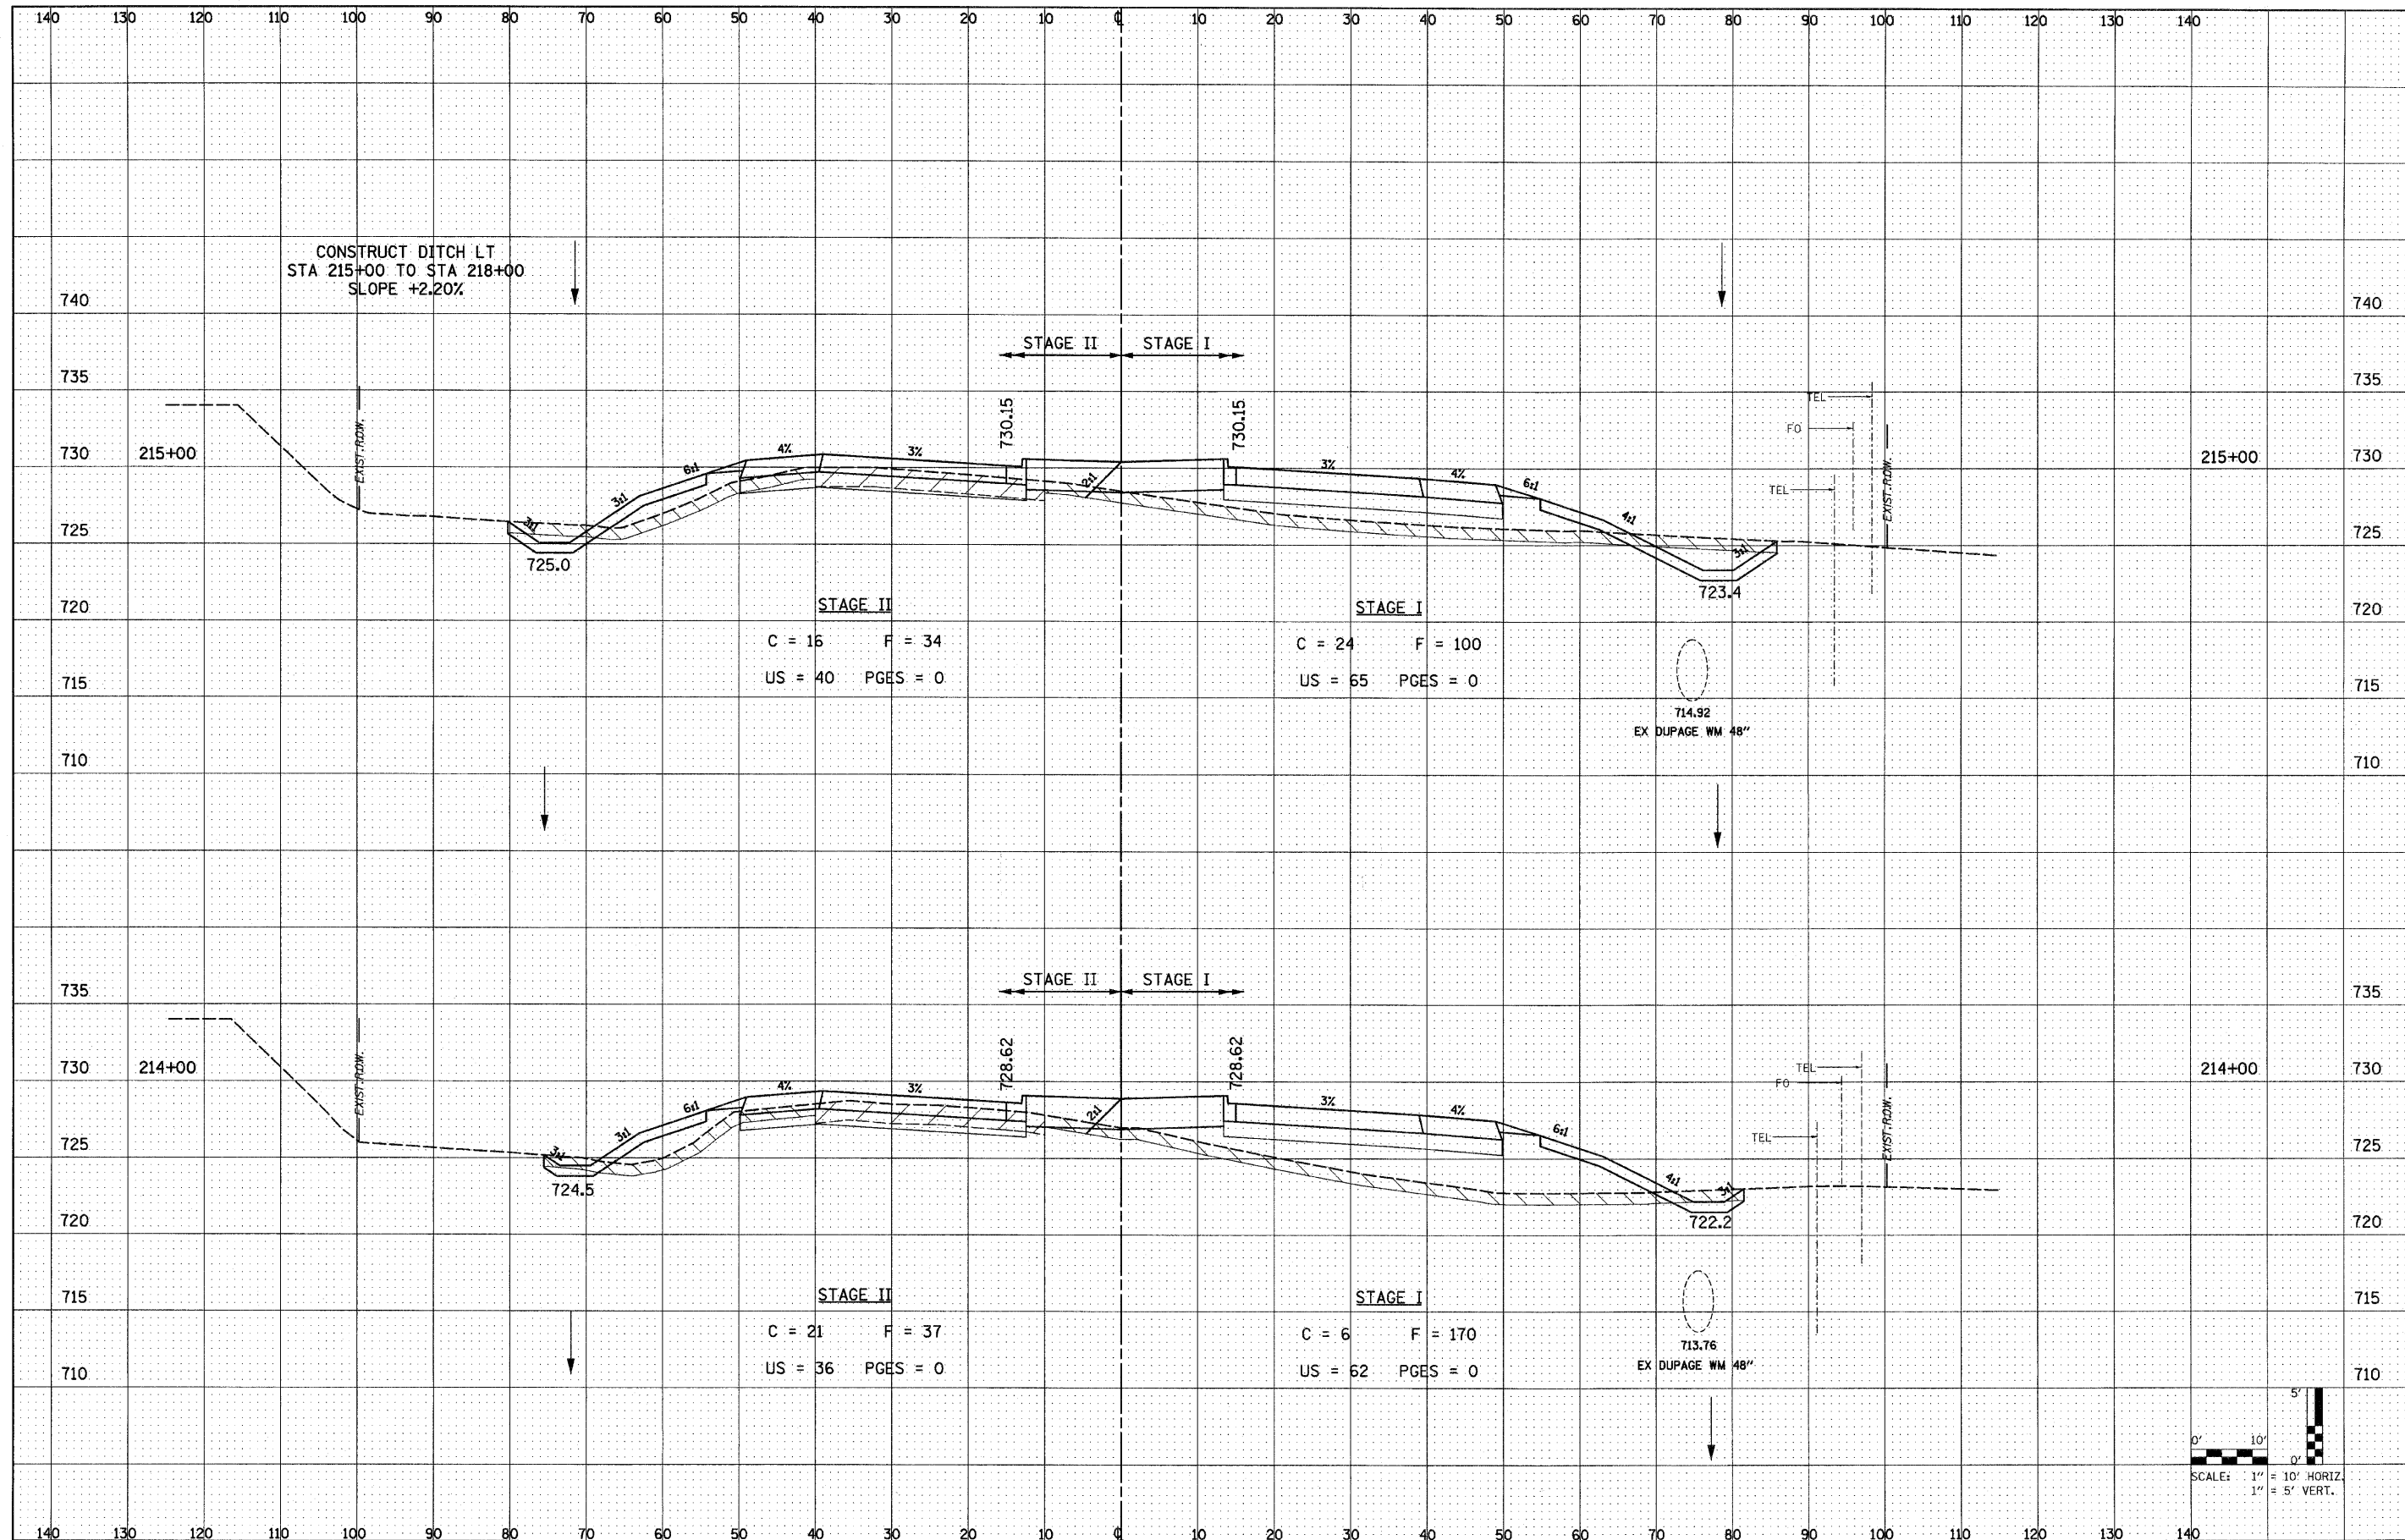 140 130 120 100 90 80 70 60 50 40 30 20 10 ℄ 10 20 30 40 50 60 70 80 90 100 110 120 130 140
CONSTRUCT DITCH LT
STA 215+00 TO STA 218+00
SLOPE +2.20%
740 740
STAGE II STAGE I
735 735
EXIST. R.O.W.
730.15 730.15
TEL
FO
TEL
EXIST. R.O.W.
730 215+00 215+00 730
3:1 3:1 6:1 4% 3% 2:1 3% 4% 6:1 4:1 3:1
725 725
725.0 723.4
720 STAGE II STAGE I 720
C = 16 F = 34 C = 24 F = 100
US = 40 PGES = 0 US = 65 PGES = 0
715 715
714.92
EX DUPAGE WM 48"
710 710
STAGE II STAGE I
735 735
EXIST. R.O.W.
728.62 728.62
TEL
FO
TEL
EXIST. R.O.W.
730 214+00 214+00 730
3:1 3:1 6:1 4% 3% 2:1 3% 4% 6:1 4:1 3:1
725 725
724.5 722.2
720 720
715 STAGE II STAGE I 715
C = 21 F = 37 C = 6 F = 170
US = 36 PGES = 0 US = 62 PGES = 0
713.76
EX DUPAGE WM 48"
710 710
5'
0' 10' 0'
SCALE: 1" = 10' HORIZ.
1" = 5' VERT.
140 130 120 110 100 90 80 70 60 50 40 30 20 10 ℄ 10 20 30 40 50 60 70 80 90 100 110 120 130 140